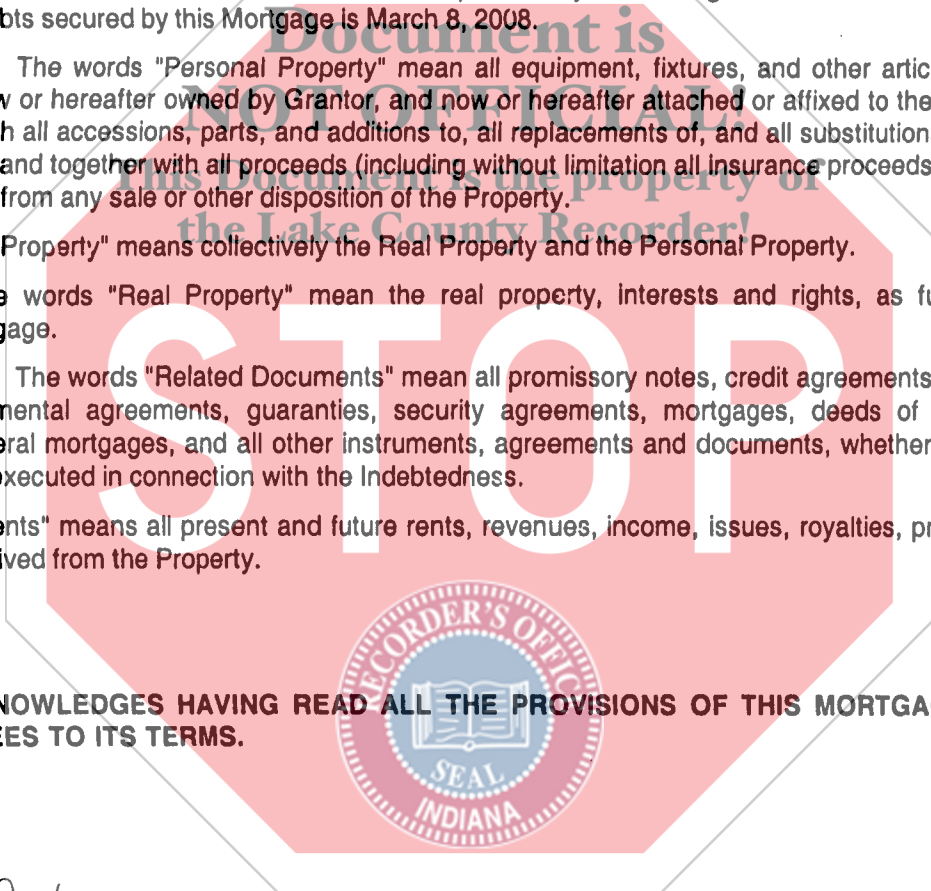 bts secured by this Mortgage is March 8, 2008.
Document is
The words "Personal Property" mean all equipment, fixtures, and other artic
w or hereafter owned by Grantor, and now or hereafter attached or affixed to the
NOT OFFICIAL!
h all accessions, parts, and additions to, all replacements of, and all substitution
and together with all proceeds (including without limitation all insurance proceeds
This Document is the property of
from any sale or other disposition of the Property.
the Lake County Recorder!
Property" means collectively the Real Property and the Personal Property.
e words "Real Property" mean the real property, interests and rights, as fu
gage.
STOP
The words "Related Documents" mean all promissory notes, credit agreements
mental agreements, guaranties, security agreements, mortgages, deeds of
eral mortgages, and all other instruments, agreements and documents, whether
executed in connection with the Indebtedness.
ents" means all present and future rents, revenues, income, issues, royalties, pr
ived from the Property.
RECORDER'S OFFIC
NOWLEDGES HAVING READ ALL THE PROVISIONS OF THIS MORTGA
EES TO ITS TERMS.
SEAL
INDIANA